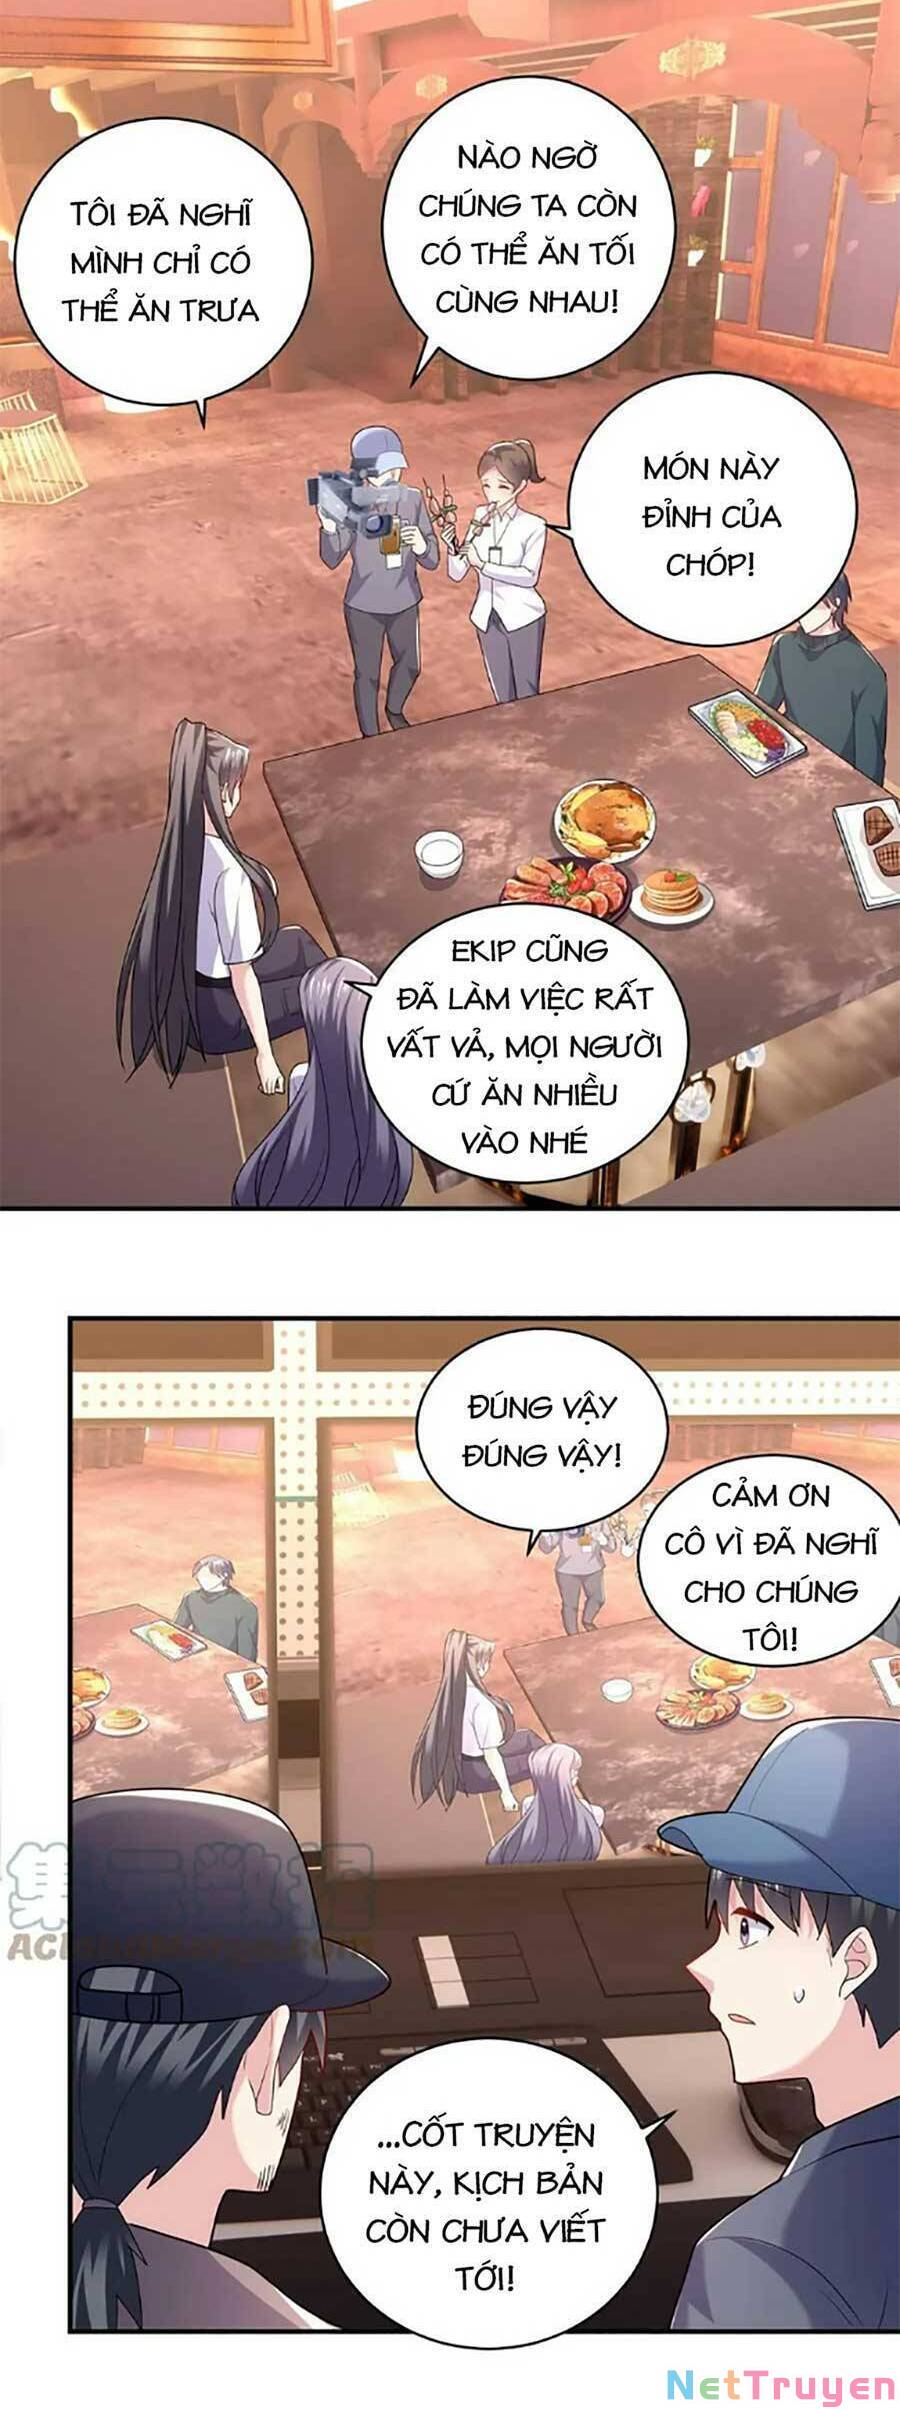 TÔI ĐÃ NGHĨ
MÌNH CHỈ CÓ
THỂ ĂN TRƯA
NÀO NGỜ
CHÚNG TA CÒN
CÓ THỂ ĂN TỐI
CÙNG NHAU!
MÓN NÀY
ĐỈNH CỦA
CHÓP!
EKIP CŨNG
ĐÃ LÀM VIỆC RẤT
VẤT VẢ, MỌI NGƯỜI
CỨ ĂN NHIỀU
VÀO NHÉ
ĐÚNG VẬY
ĐÚNG VẬY!
CẢM ƠN
CÔ VÌ ĐÃ NGHĨ
CHO CHÚNG
TÔI!
...CỐT TRUYỆN
NÀY, KỊCH BẢN
CÒN CHƯA VIẾT
TỚI!
NetTruyen